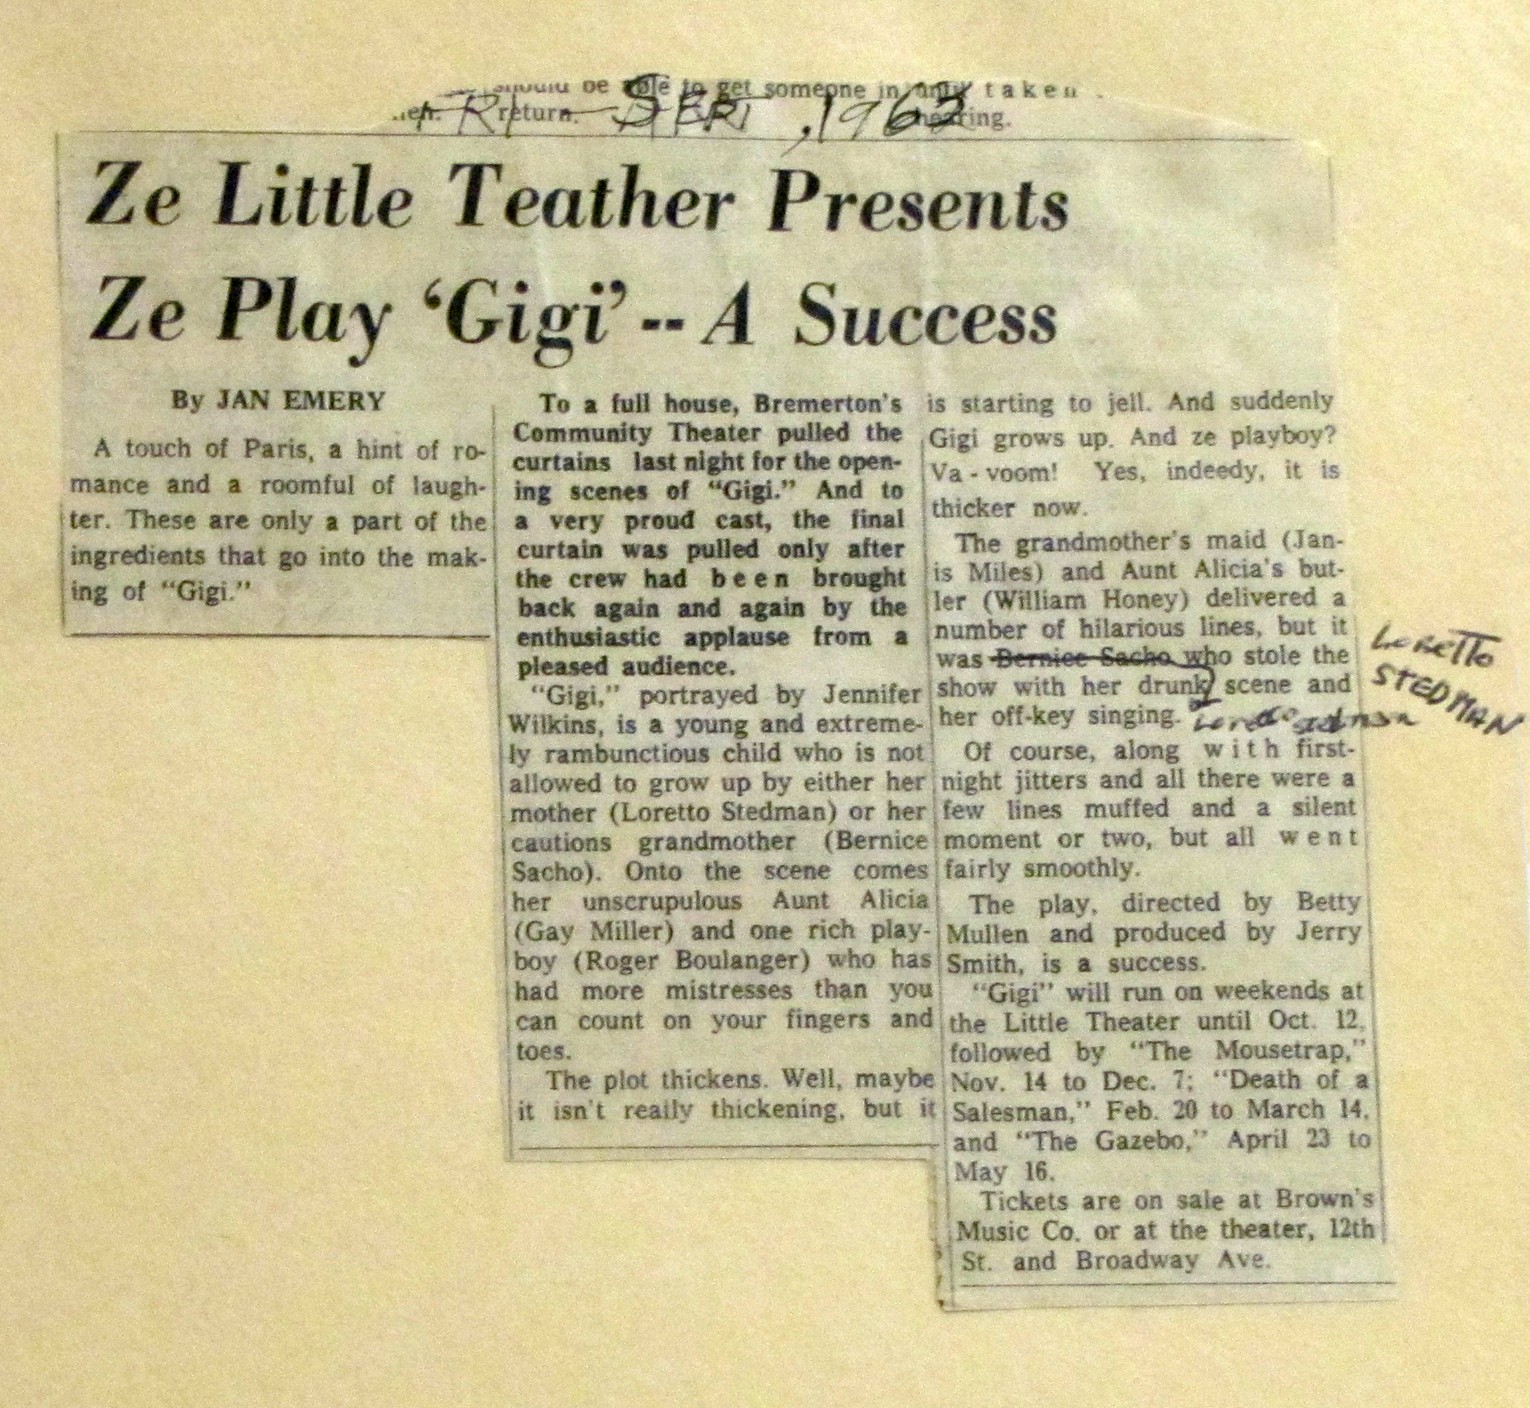 should be able to get someone in until taken
return. hearing.
FRI - SEPT , 1963
Ze Little Teather Presents
Ze Play ‘Gigi’ -- A Success
By JAN EMERY
A touch of Paris, a hint of ro-
mance and a roomful of laugh-
ter. These are only a part of the
ingredients that go into the mak-
ing of “Gigi.”
To a full house, Bremerton's
Community Theater pulled the
curtains last night for the open-
ing scenes of “Gigi.” And to
a very proud cast, the final
curtain was pulled only after
the crew had been brought
back again and again by the
enthusiastic applause from a
pleased audience.
“Gigi,” portrayed by Jennifer
Wilkins, is a young and extreme-
ly rambunctious child who is not
allowed to grow up by either her
mother (Loretto Stedman) or her
cautions grandmother (Bernice
Sacho). Onto the scene comes
her unscrupulous Aunt Alicia
(Gay Miller) and one rich play-
boy (Roger Boulanger) who has
had more mistresses than you
can count on your fingers and
toes.
The plot thickens. Well, maybe
it isn't really thickening, but it
is starting to jell. And suddenly
Gigi grows up. And ze playboy?
Va-voom! Yes, indeedy, it is
thicker now.
The grandmother's maid (Jan-
is Miles) and Aunt Alicia's but-
ler (William Honey) delivered a
number of hilarious lines, but it
was Bernice Sacho who stole the
show with her drunk scene and
her off-key singing.
LORETTO
STEDMAN
Of course, along with first-
night jitters and all there were a
few lines muffed and a silent
moment or two, but all went
fairly smoothly.
The play, directed by Betty
Mullen and produced by Jerry
Smith, is a success.
“Gigi” will run on weekends at
the Little Theater until Oct. 12,
followed by “The Mousetrap,”
Nov. 14 to Dec. 7; “Death of a
Salesman,” Feb. 20 to March 14,
and “The Gazebo,” April 23 to
May 16.
Tickets are on sale at Brown's
Music Co. or at the theater, 12th
St. and Broadway Ave.